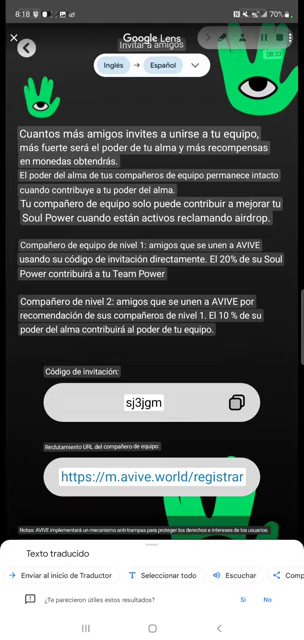 8:18
70%
Google Lens
Invitar a amigos
08:33
Inglés → Español
Cuantos más amigos invites a unirse a tu equipo,
más fuerte será el poder de tu alma y más recompensas
en monedas obtendrás.
El poder del alma de tus compañeros de equipo permanece intacto
cuando contribuye a tu poder del alma.
Tu compañero de equipo solo puede contribuir a mejorar tu
Soul Power cuando están activos reclamando airdrop.
Compañero de equipo de nivel 1: amigos que se unen a AVIVE
usando su código de invitación directamente. El 20% de su Soul
Power contribuirá a tu Team Power
Compañero de nivel 2: amigos que se unen a AVIVE por
recomendación de sus compañeros de nivel 1. El 10 % de su
poder del alma contribuirá al poder de tu equipo.
Código de invitación:
sj3jgm
Reclutamiento URL del compañero de equipo:
https://m.avive.world/registrar
Notas: AVIVE implementará un mecanismo anti-trampas para proteger los derechos e intereses de los usuarios.
Texto traducido
Enviar al inicio de Traductor
Seleccionar todo
Escuchar
Comp
¿Te parecieron útiles estos resultados?
Sí
No